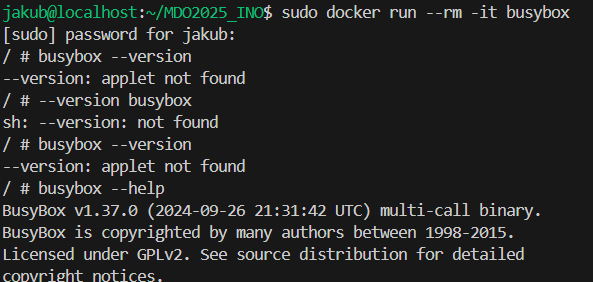 jakub@localhost:~/MDO2025_INO$ sudo docker run --rm -it busybox
[sudo] password for jakub:
/ # busybox --version
--version: applet not found
/ # --version busybox
sh: --version: not found
/ # busybox --version
--version: applet not found
/ # busybox --help
BusyBox v1.37.0 (2024-09-26 21:31:42 UTC) multi-call binary.
BusyBox is copyrighted by many authors between 1998-2015.
Licensed under GPLv2. See source distribution for detailed
copyright notices.